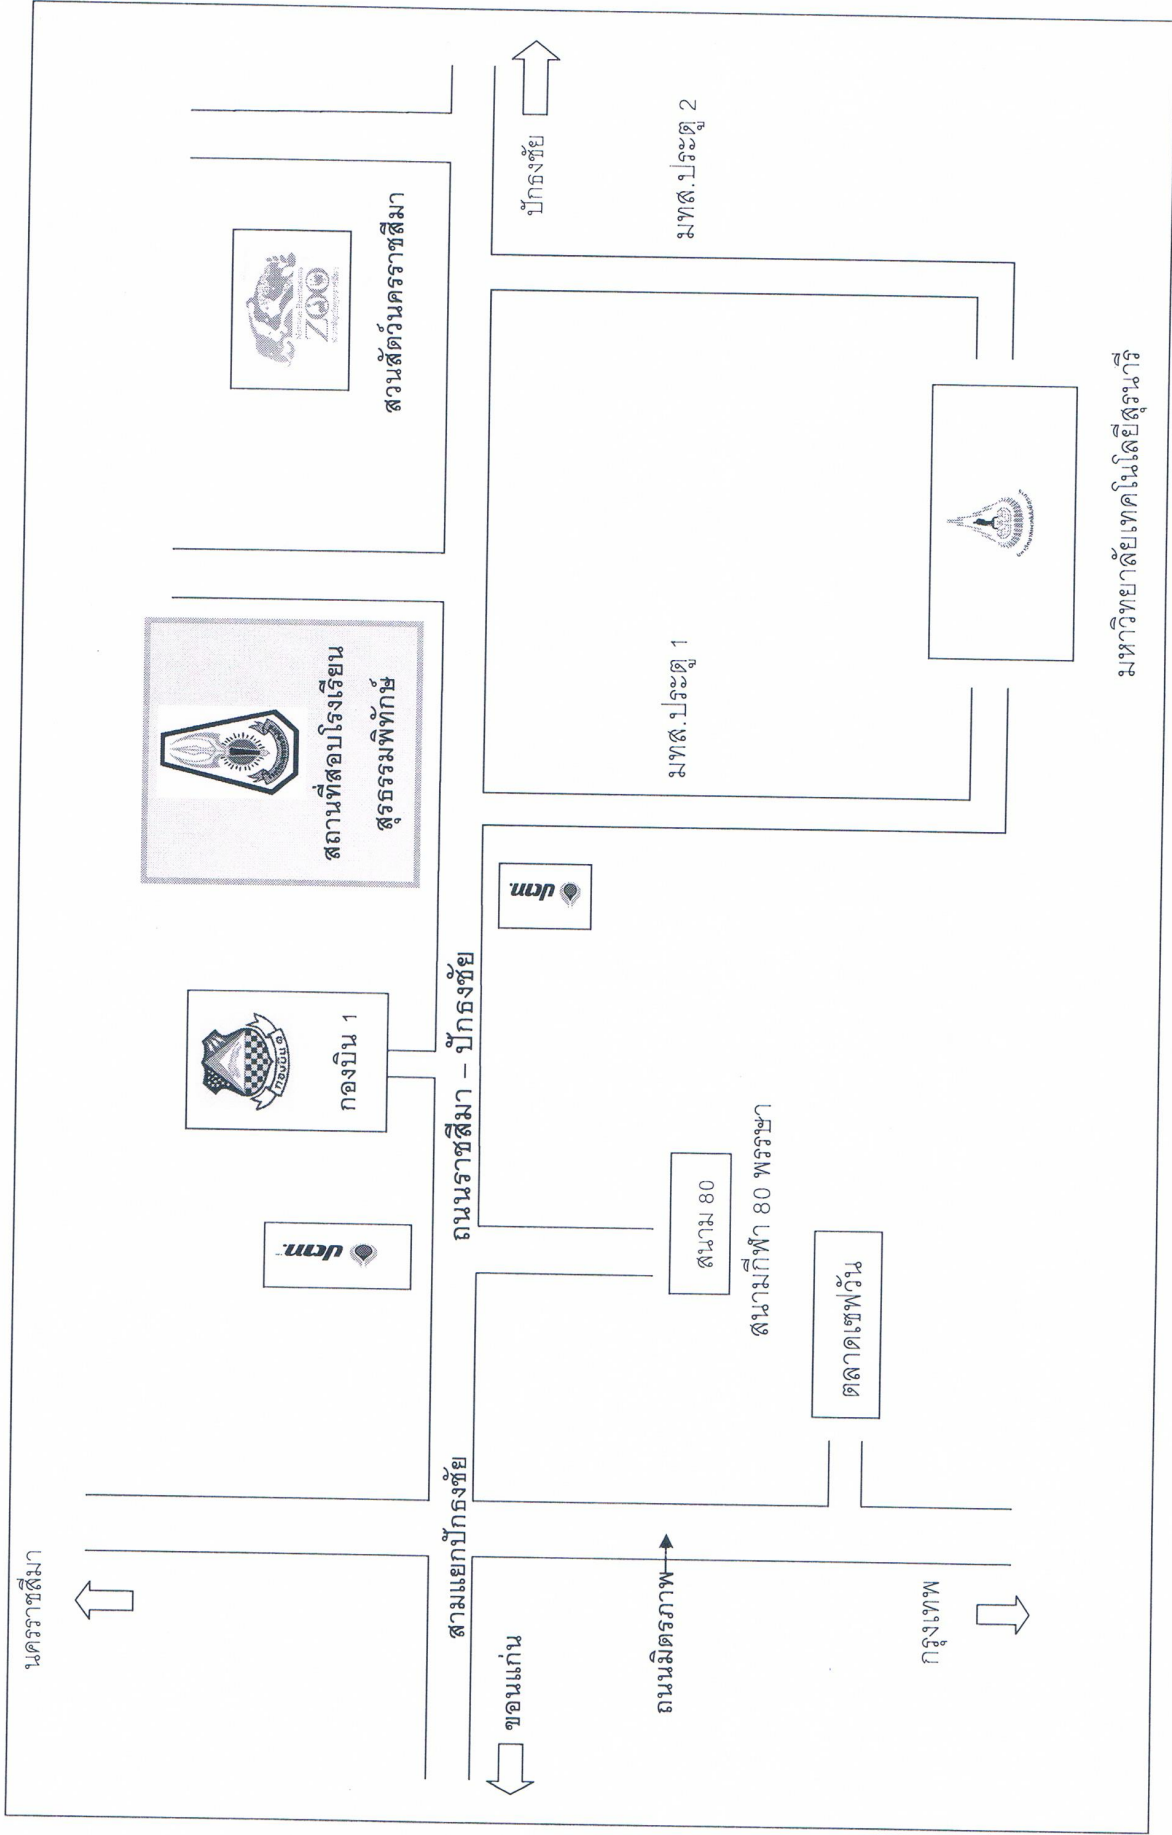 นครราชสีมา
ขอนแก่น
สามแยกปักธงชัย
ถนนมิตรภาพ
กรุงเทพ
ตลาดเซฟวัน
ปตท.
สนาม 80
สนามกีฬา 80 พรรษา
กองบิน ๑
กองบิน 1
ถนนราชสีมา – ปักธงชัย
ปตท.
สถานที่สอบโรงเรียน
สุรธรรมพิทักษ์
มทส.ประตู 1
ZOO
สวนสัตว์นครราชสีมา
ปักธงชัย
มทส.ประตู 2
มหาวิทยาลัยเทคโนโลยีสุรนารี